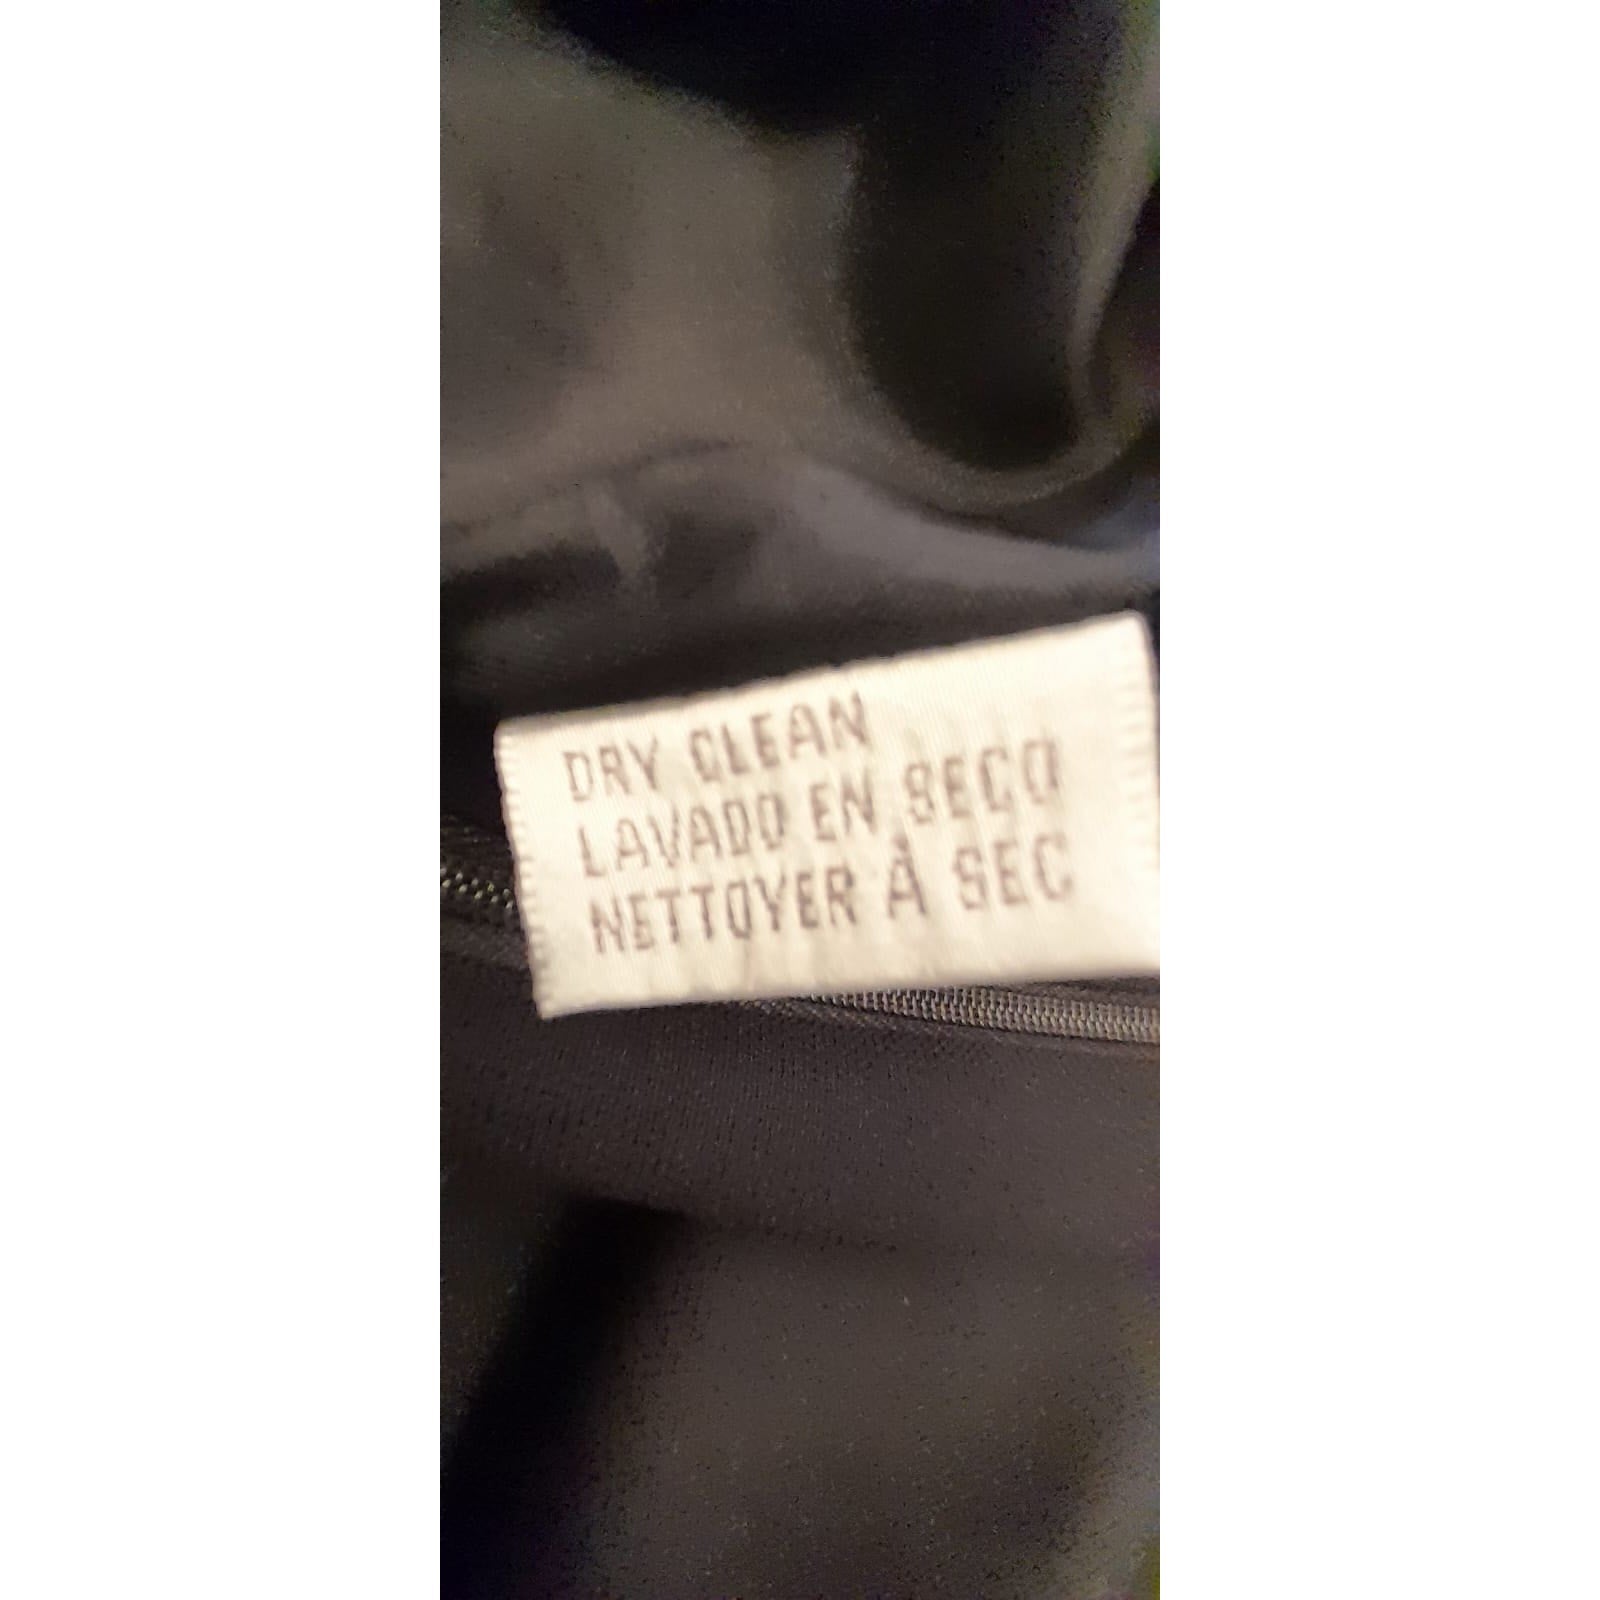 DRY CLEAN
LAVADO EN SECO
NETTOYER À SEC